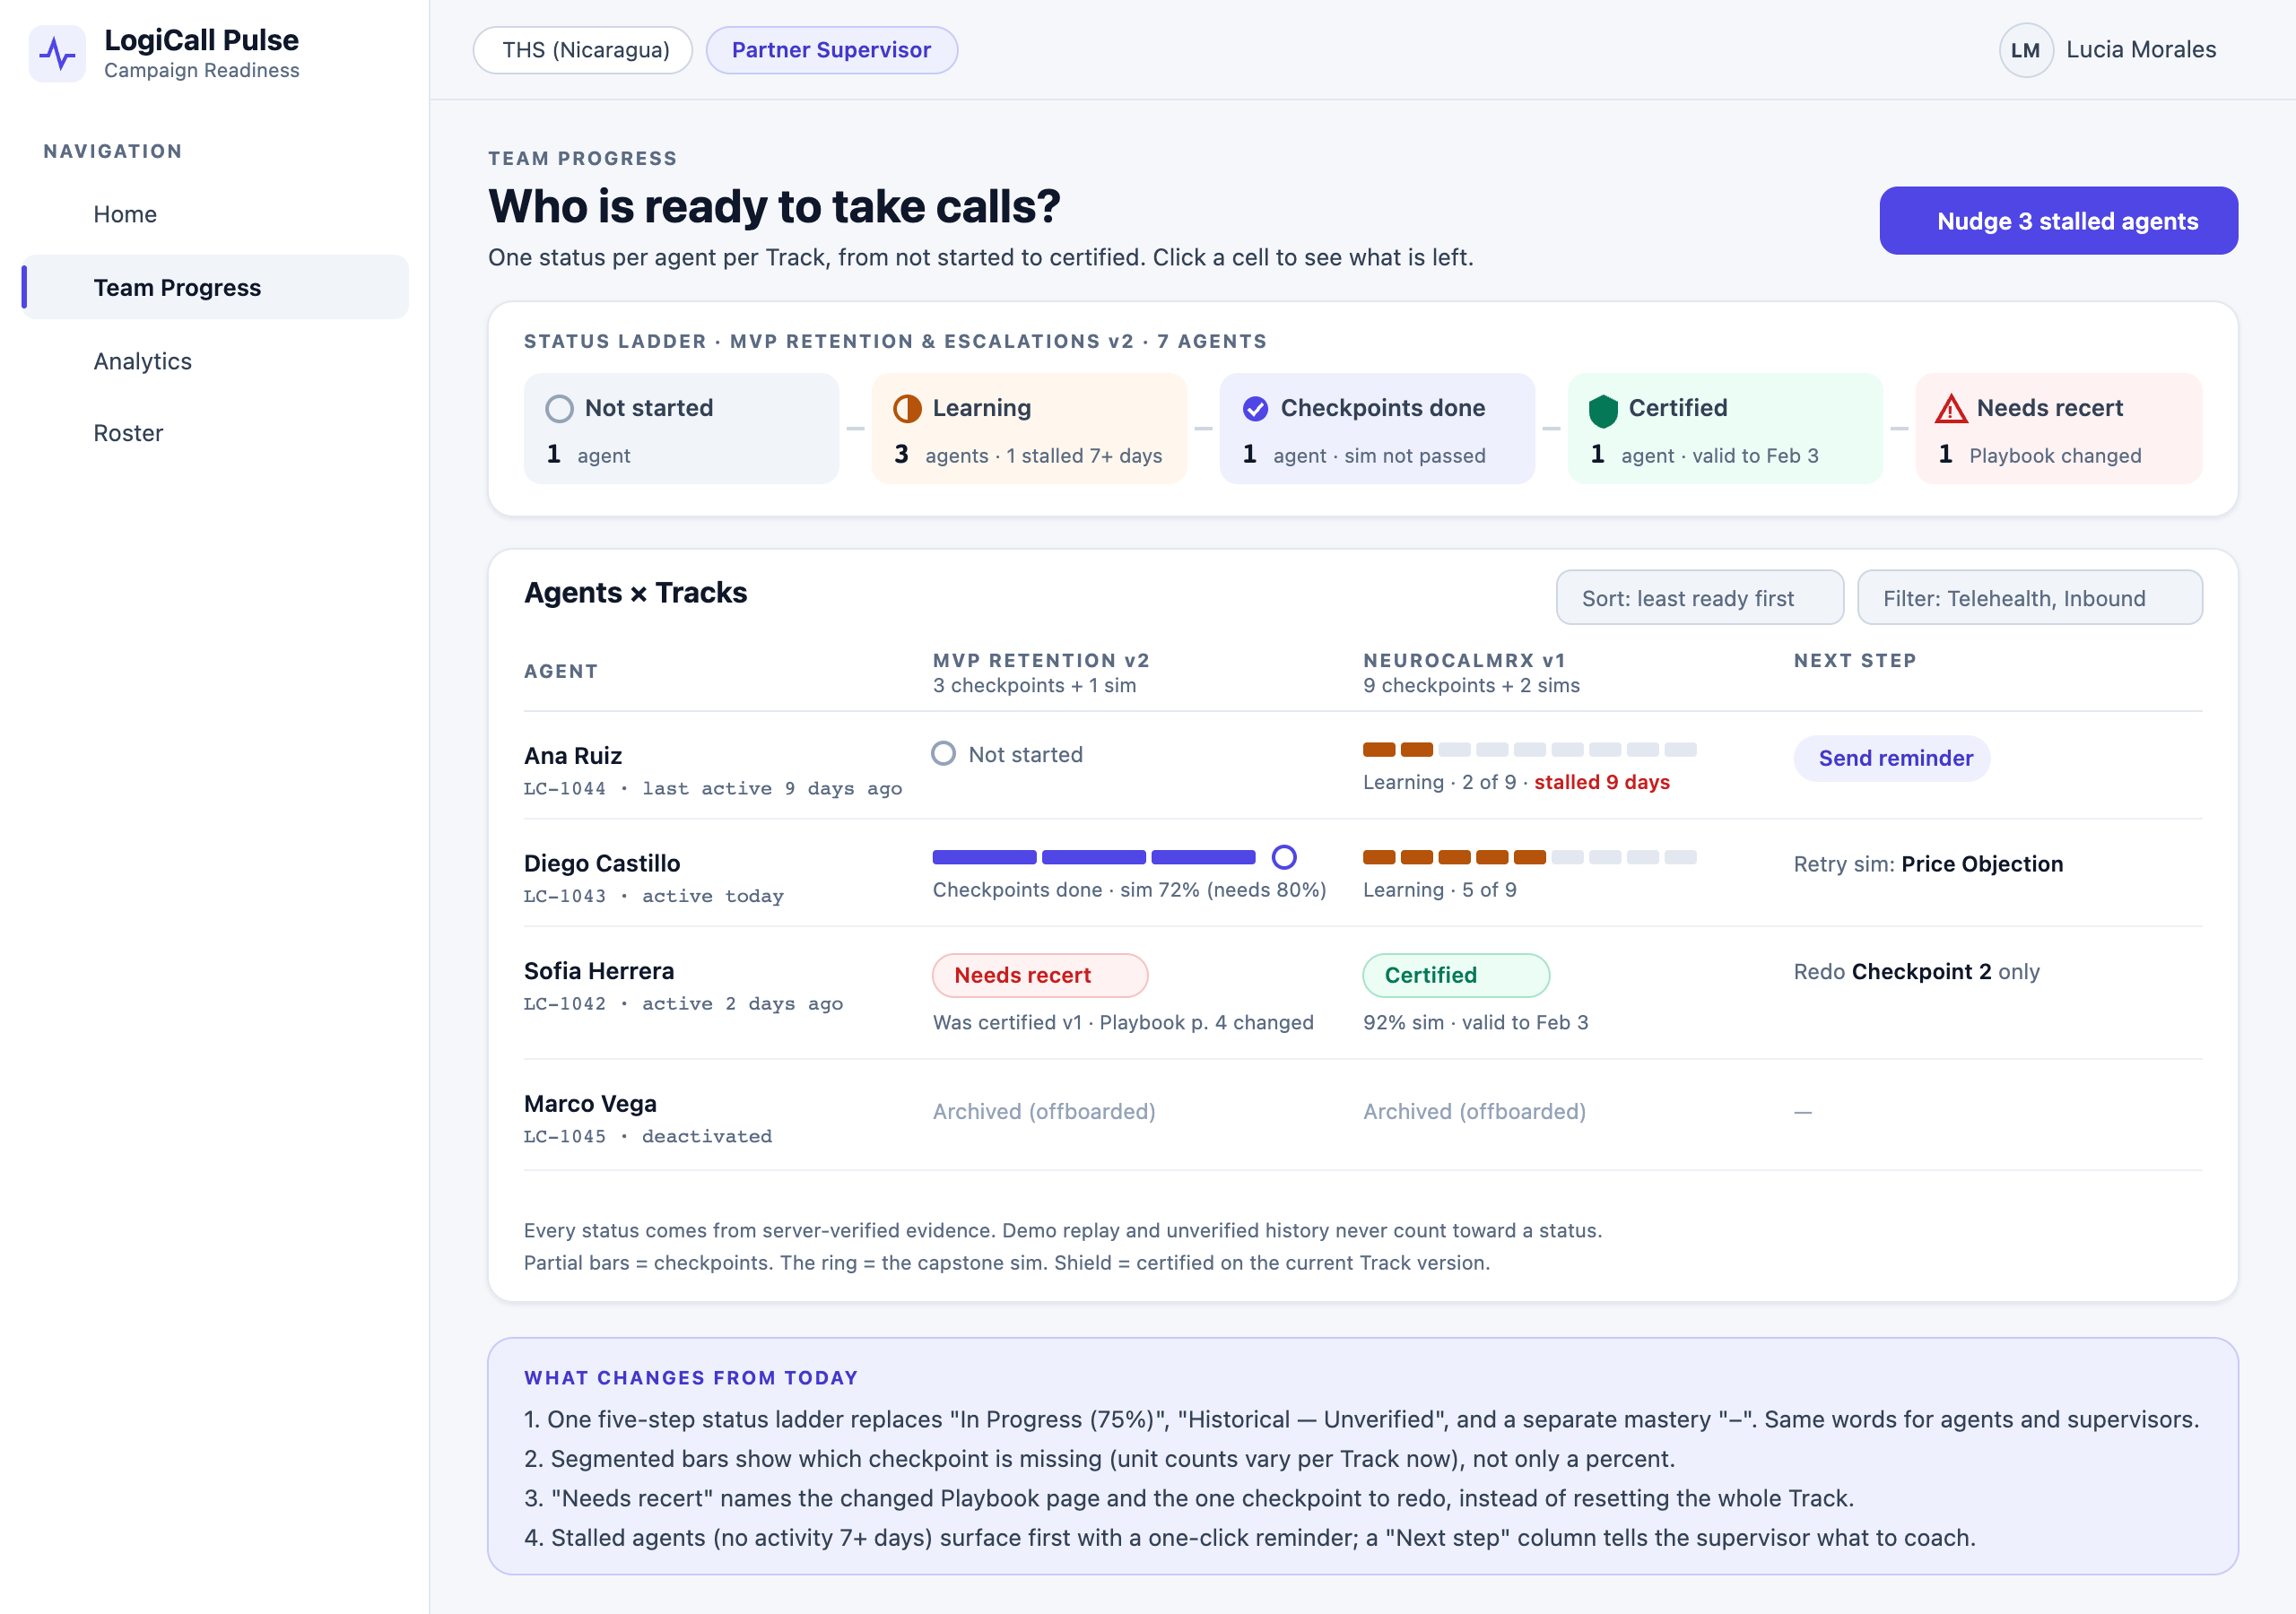 LogiCall Pulse
Campaign Readiness
THS (Nicaragua)
Partner Supervisor
LM
Lucia Morales
NAVIGATION
Home
Team Progress
Analytics
Roster
TEAM PROGRESS
Who is ready to take calls?
One status per agent per Track, from not started to certified. Click a cell to see what is left.
Nudge 3 stalled agents
STATUS LADDER · MVP RETENTION & ESCALATIONS v2 · 7 AGENTS
Not started
1 agent
Learning
3 agents · 1 stalled 7+ days
Checkpoints done
1 agent · sim not passed
Certified
1 agent · valid to Feb 3
Needs recert
1 Playbook changed
Agents × Tracks
Sort: least ready first
Filter: Telehealth, Inbound
AGENT
MVP RETENTION v2
3 checkpoints + 1 sim
NEUROCALMRX v1
9 checkpoints + 2 sims
NEXT STEP
Ana Ruiz
LC-1044 · last active 9 days ago
Not started
Learning · 2 of 9 · stalled 9 days
Send reminder
Diego Castillo
LC-1043 · active today
Checkpoints done · sim 72% (needs 80%)
Learning · 5 of 9
Retry sim: Price Objection
Sofia Herrera
LC-1042 · active 2 days ago
Needs recert
Was certified v1 · Playbook p. 4 changed
Certified
92% sim · valid to Feb 3
Redo Checkpoint 2 only
Marco Vega
LC-1045 · deactivated
Archived (offboarded)
Archived (offboarded)
—
Every status comes from server-verified evidence. Demo replay and unverified history never count toward a status.
Partial bars = checkpoints. The ring = the capstone sim. Shield = certified on the current Track version.
WHAT CHANGES FROM TODAY
1. One five-step status ladder replaces "In Progress (75%)", "Historical — Unverified", and a separate mastery "–". Same words for agents and supervisors.
2. Segmented bars show which checkpoint is missing (unit counts vary per Track now), not only a percent.
3. "Needs recert" names the changed Playbook page and the one checkpoint to redo, instead of resetting the whole Track.
4. Stalled agents (no activity 7+ days) surface first with a one-click reminder; a "Next step" column tells the supervisor what to coach.